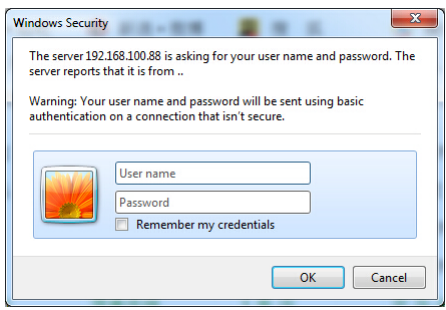 Windows Security
The server 192.168.100.88 is asking for your user name and password. The
server reports that it is from ..
Warning: Your user name and password will be sent using basic
authentication on a connection that isn't secure.
User name
Password
Remember my credentials
OK Cancel